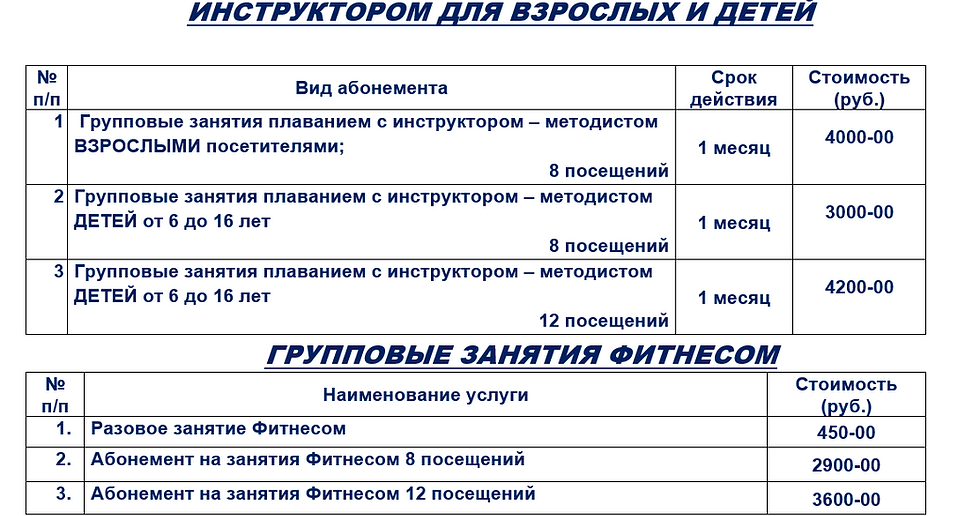 ИНСТРУКТОРОМ ДЛЯ ВЗРОСЛЫХ И ДЕТЕЙ
№ п/п
Вид абонемента
Срок действия
Стоимость (руб.)
1
Групповые занятия плаванием с инструктором – методистом
ВЗРОСЛЫМИ посетителями;
8 посещений
1 месяц
4000-00
2
Групповые занятия плаванием с инструктором – методистом
ДЕТЕЙ от 6 до 16 лет
8 посещений
1 месяц
3000-00
3
Групповые занятия плаванием с инструктором – методистом
ДЕТЕЙ от 6 до 16 лет
12 посещений
1 месяц
4200-00
ГРУППОВЫЕ ЗАНЯТИЯ ФИТНЕСОМ
№ п/п
Наименование услуги
Стоимость (руб.)
1.
Разовое занятие Фитнесом
450-00
2.
Абонемент на занятия Фитнесом 8 посещений
2900-00
3.
Абонемент на занятия Фитнесом 12 посещений
3600-00